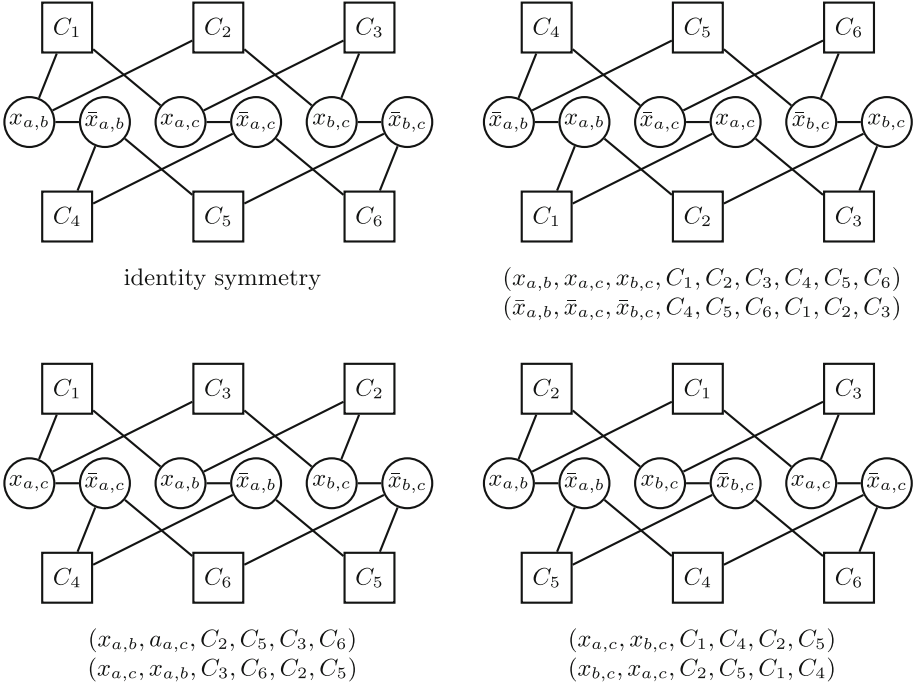 C₁ C₂ C₃ C₄ C₅ C₆
x_{a,b} x̄_{a,b} x_{a,c} x̄_{a,c} x_{b,c} x̄_{b,c} x̄_{a,b} x_{a,b} x̄_{a,c} x_{a,c} x̄_{b,c} x_{b,c}
C₄ C₅ C₆ C₁ C₂ C₃
identity symmetry
(x_{a,b}, x_{a,c}, x_{b,c}, C₁, C₂, C₃, C₄, C₅, C₆)
(x̄_{a,b}, x̄_{a,c}, x̄_{b,c}, C₄, C₅, C₆, C₁, C₂, C₃)
C₁ C₃ C₂ C₂ C₁ C₃
x_{a,c} x̄_{a,c} x_{a,b} x̄_{a,b} x_{b,c} x̄_{b,c} x_{a,b} x̄_{a,b} x_{b,c} x̄_{b,c} x_{a,c} x̄_{a,c}
C₄ C₆ C₅ C₅ C₄ C₆
(x_{a,b}, a_{a,c}, C₂, C₅, C₃, C₆)
(x_{a,c}, x_{a,b}, C₃, C₆, C₂, C₅)
(x_{a,c}, x_{b,c}, C₁, C₄, C₂, C₅)
(x_{b,c}, x_{a,c}, C₂, C₅, C₁, C₄)